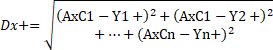 Dx+= √((AxC1 - Y1 +)² + (AxC1 - Y2 +)²
+ ⋯ + (AxCn - Yn+)²